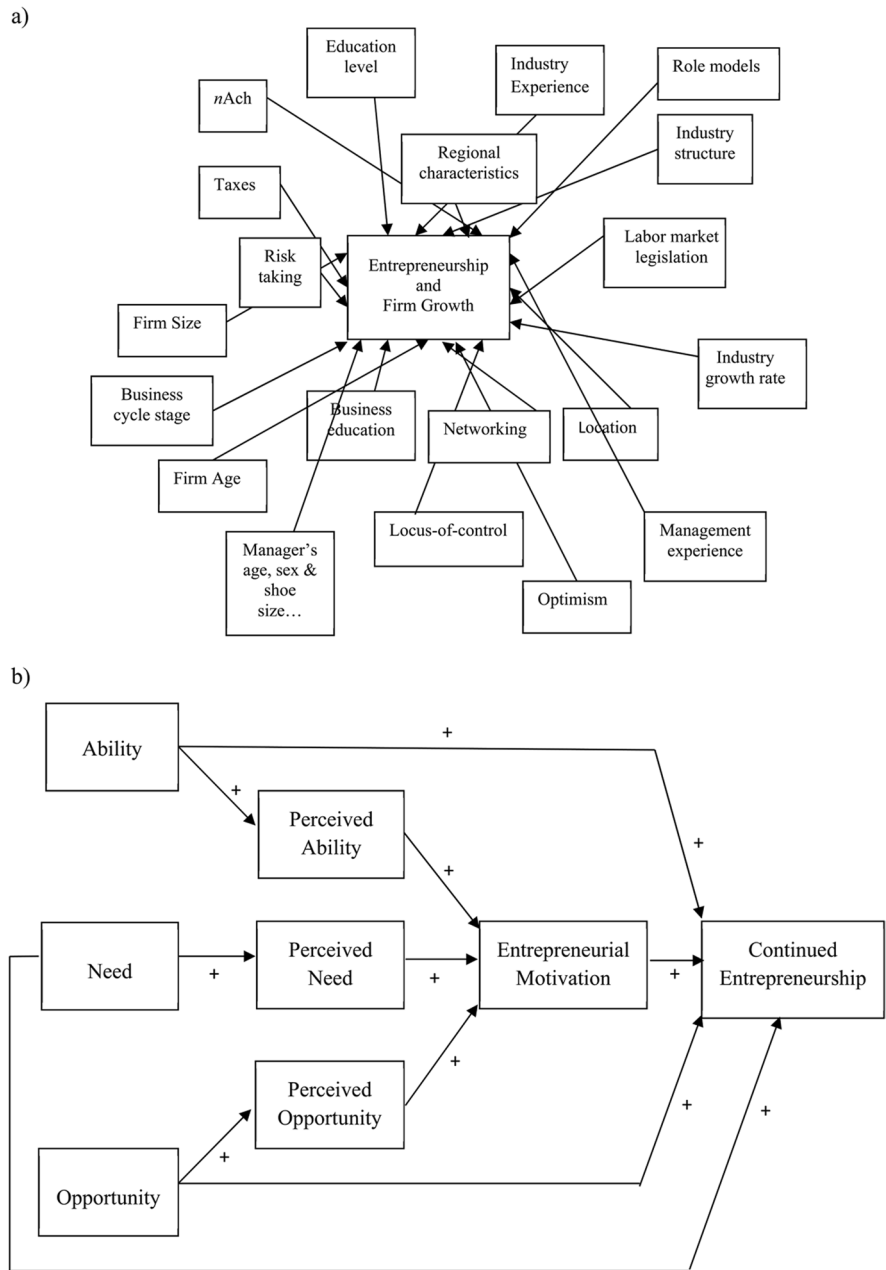 a)
Education
level
Industry
Experience
Role models
nAch
Industry
structure
Regional
characteristics
Taxes
Labor market
legislation
Risk
taking
Entrepreneurship
and
Firm Growth
Firm Size
Industry
growth rate
Business
cycle stage
Business
education
Networking
Location
Firm Age
Locus-of-control
Management
experience
Manager's
age, sex &
shoe
size…
Optimism
b)
Ability
+
+
Perceived
Ability
+
+
Need
+
Perceived
Need
+
Entrepreneurial
Motivation
+
Continued
Entrepreneurship
Perceived
Opportunity
+
+
+
+
Opportunity